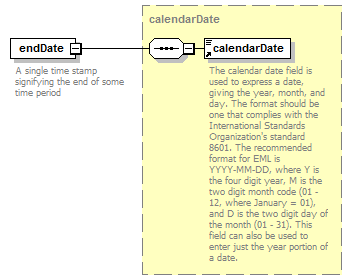 calendarDate
endDate
calendarDate
A single time stamp
signifying the end of some
time period
The calendar date field is
used to express a date,
giving the year, month, and
day. The format should be
one that complies with the
International Standards
Organization's standard
8601. The recommended
format for EML is
YYYY-MM-DD, where Y is
the four digit year, M is the
two digit month code (01 -
12, where January = 01),
and D is the two digit day of
the month (01 - 31). This
field can also be used to
enter just the year portion of
a date.